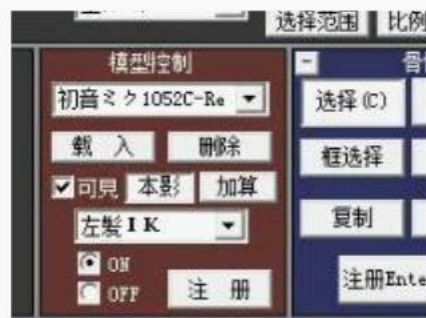 选择范围 比例
模型控制
初音ミク1052C-Re
载入 删除
可見 本影 加算
左髪ＩＫ
ON
OFF 注册
选择(C)
框选择
复制
注册Ente